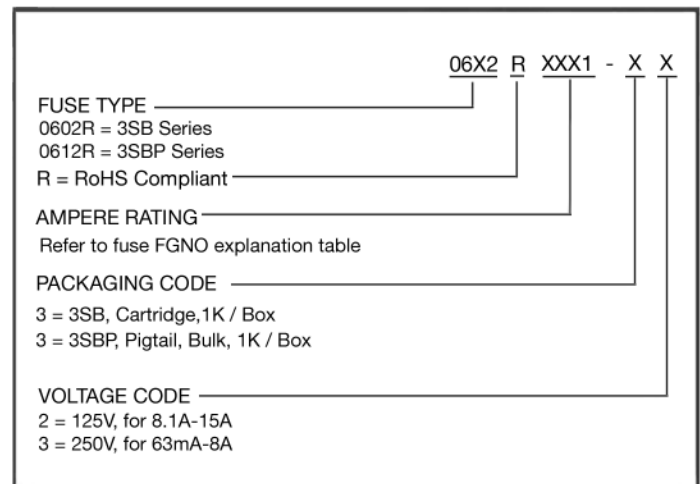 06X2 R XXX1 - X X
FUSE TYPE
0602R = 3SB Series
0612R = 3SBP Series
R = RoHS Compliant
AMPERE RATING
Refer to fuse FGNO explanation table
PACKAGING CODE
3 = 3SB, Cartridge,1K / Box
3 = 3SBP, Pigtail, Bulk, 1K / Box
VOLTAGE CODE
2 = 125V, for 8.1A-15A
3 = 250V, for 63mA-8A